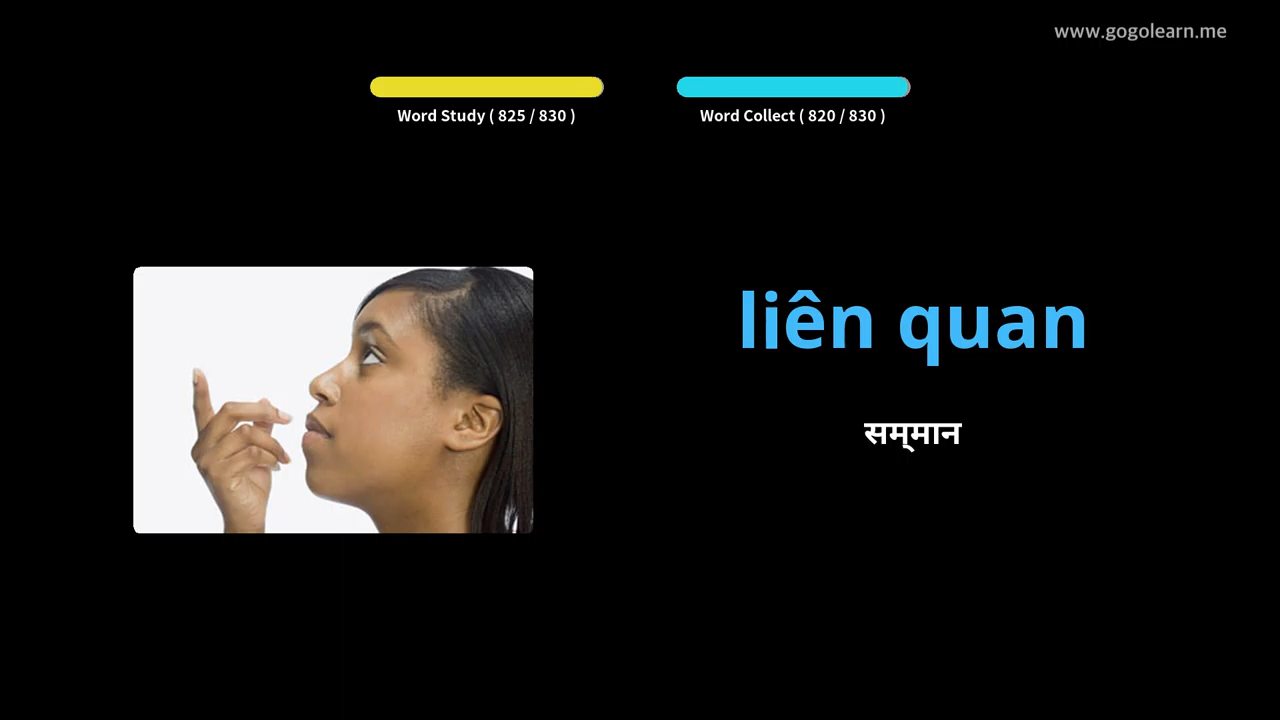 www.gogolearn.me
Word Study ( 825 / 830 )
Word Collect ( 820 / 830 )
liên quan
सम्मान